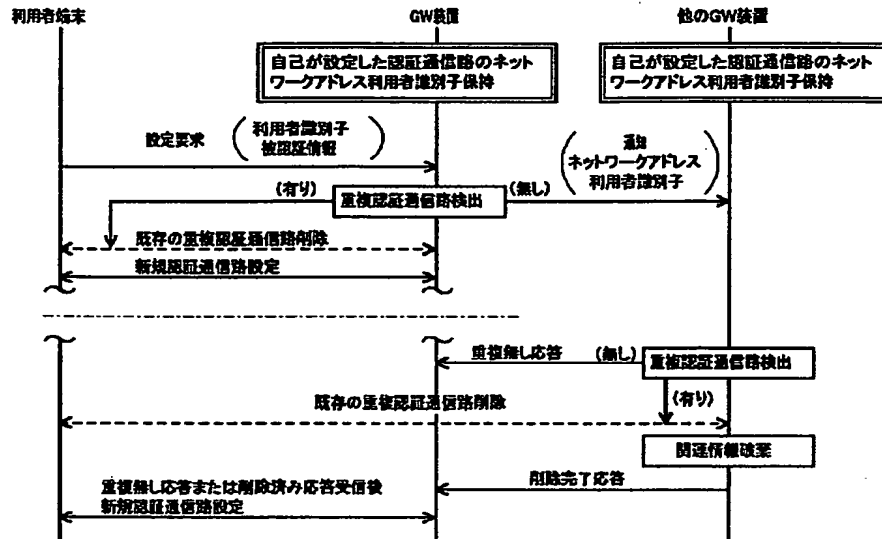 利用者端末
GW装置
他のGW装置
自己が設定した認証通信路のネット
ワークアドレス利用者識別子保持
自己が設定した認証通信路のネット
ワークアドレス利用者識別子保持
設定要求
利用者識別子
被認証情報
通知
ネットワークアドレス
利用者識別子
(有り)
重複認証通信路検出
(無し)
既存の重複認証通信路削除
新規認証通信路設定
重複無し応答
(無し)
重複認証通信路検出
既存の重複認証通信路削除
(有り)
関連情報破棄
重複無し応答または削除済み応答受信後
新規認証通信路設定
削除完了応答